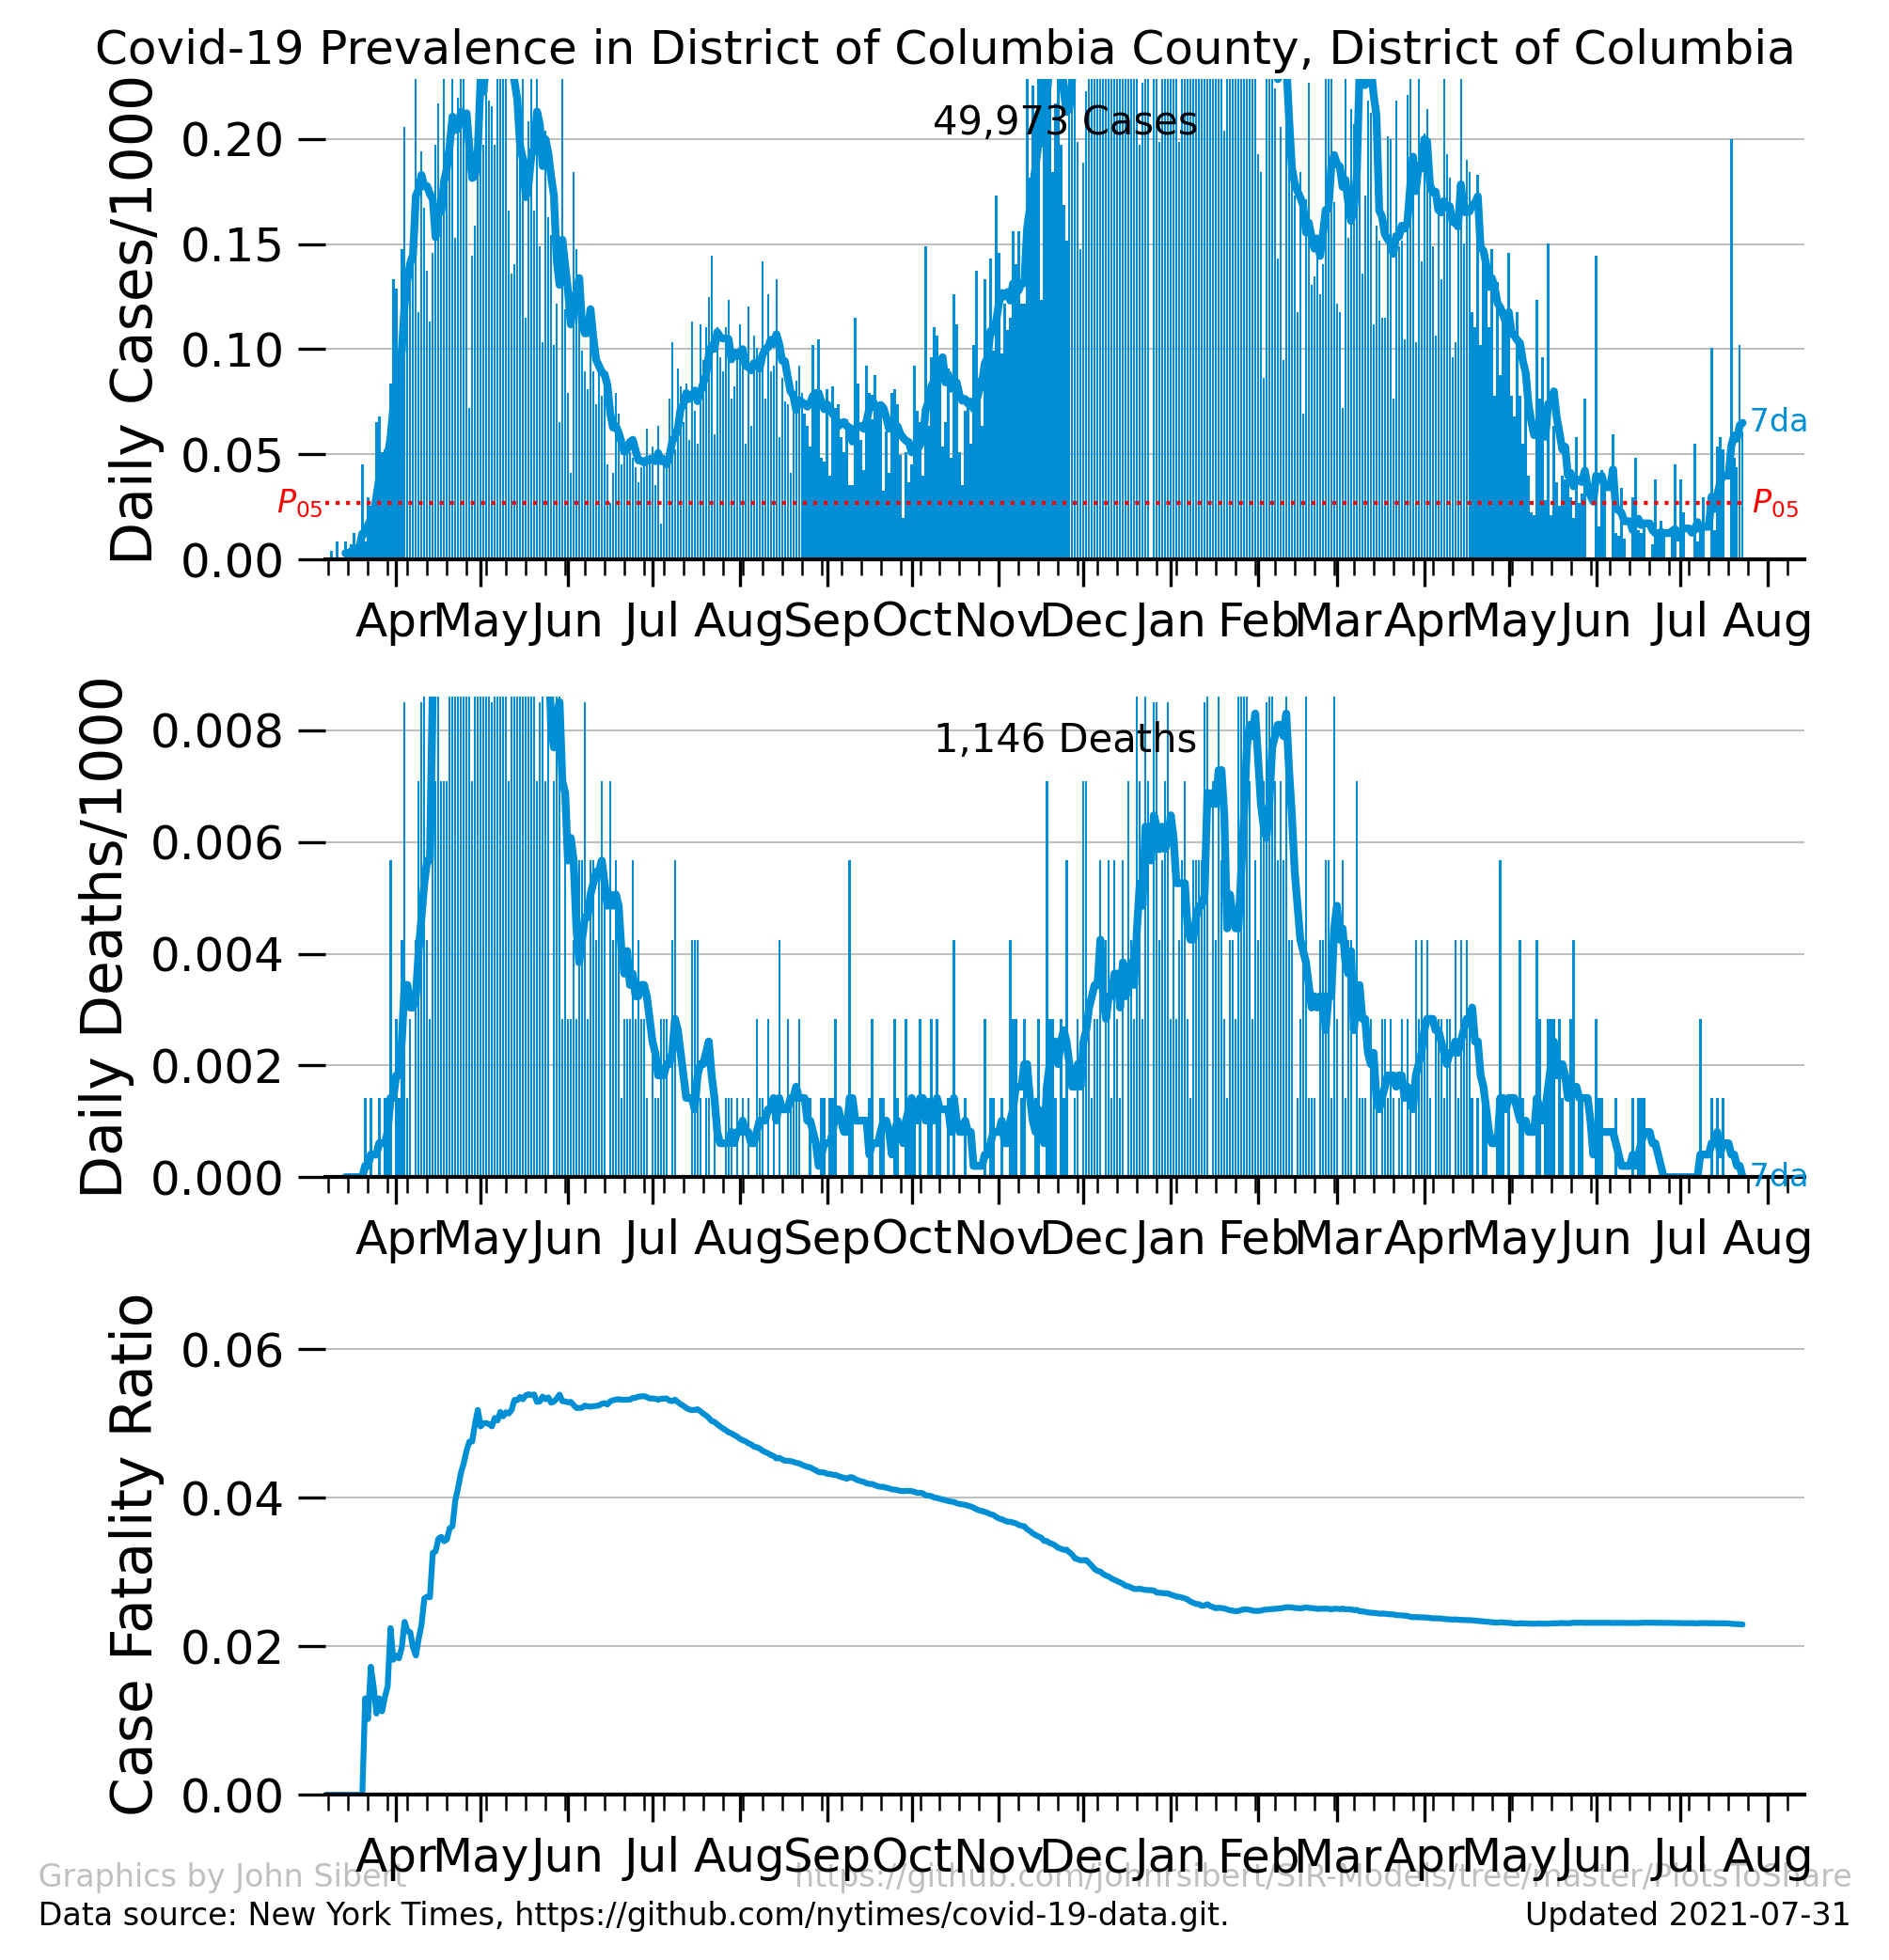 Covid-19 Prevalence in District of Columbia County, District of Columbia
Daily Cases/1000
49,973 Cases
0.20
0.15
0.10
0.05
0.00
7da
P05
P05
Apr May Jun Jul Aug Sep Oct Nov Dec Jan Feb Mar Apr May Jun Jul Aug
Daily Deaths/1000
1,146 Deaths
0.008
0.006
0.004
0.002
0.000
7da
Apr May Jun Jul Aug Sep Oct Nov Dec Jan Feb Mar Apr May Jun Jul Aug
Case Fatality Ratio
0.06
0.04
0.02
0.00
Apr May Jun Jul Aug Sep Oct Nov Dec Jan Feb Mar Apr May Jun Jul Aug
Graphics by John Sibert
https://github.com/johnrsibert/SIR-Models/tree/master/PlotsToShare
Data source: New York Times, https://github.com/nytimes/covid-19-data.git.
Updated 2021-07-31